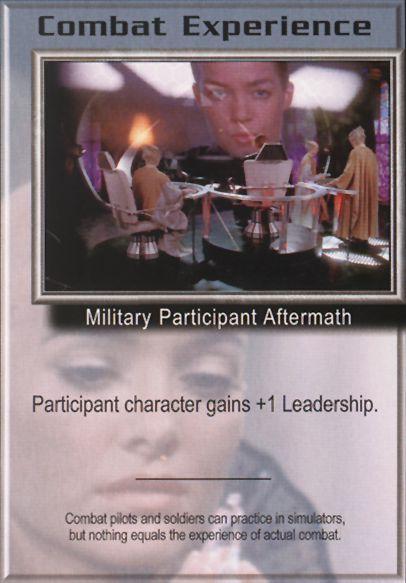 Combat Experience
Military Participant Aftermath
Participant character gains +1 Leadership.
Combat pilots and soldiers can practice in simulators,
but nothing equals the experience of actual combat.